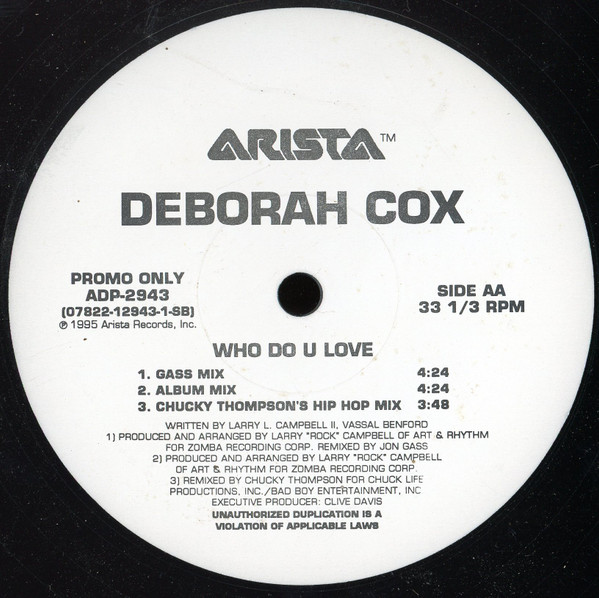 ARISTA™
DEBORAH COX
PROMO ONLY
ADP-2943
(07822-12943-1-SB)
℗ 1995 Arista Records, Inc.
SIDE AA
33 1/3 RPM
WHO DO U LOVE
1. GASS MIX 4:24
2. ALBUM MIX 4:24
3. CHUCKY THOMPSON'S HIP HOP MIX 3:48
WRITTEN BY LARRY L. CAMPBELL II, VASSAL BENFORD
1) PRODUCED AND ARRANGED BY LARRY "ROCK" CAMPBELL OF ART & RHYTHM
FOR ZOMBA RECORDING CORP. REMIXED BY JON GASS
2) PRODUCED AND ARRANGED BY LARRY "ROCK" CAMPBELL
OF ART & RHYTHM FOR ZOMBA RECORDING CORP.
3) REMIXED BY CHUCKY THOMPSON FOR CHUCK LIFE
PRODUCTIONS, INC./BAD BOY ENTERTAINMENT, INC
EXECUTIVE PRODUCER: CLIVE DAVIS
UNAUTHORIZED DUPLICATION IS A
VIOLATION OF APPLICABLE LAWS